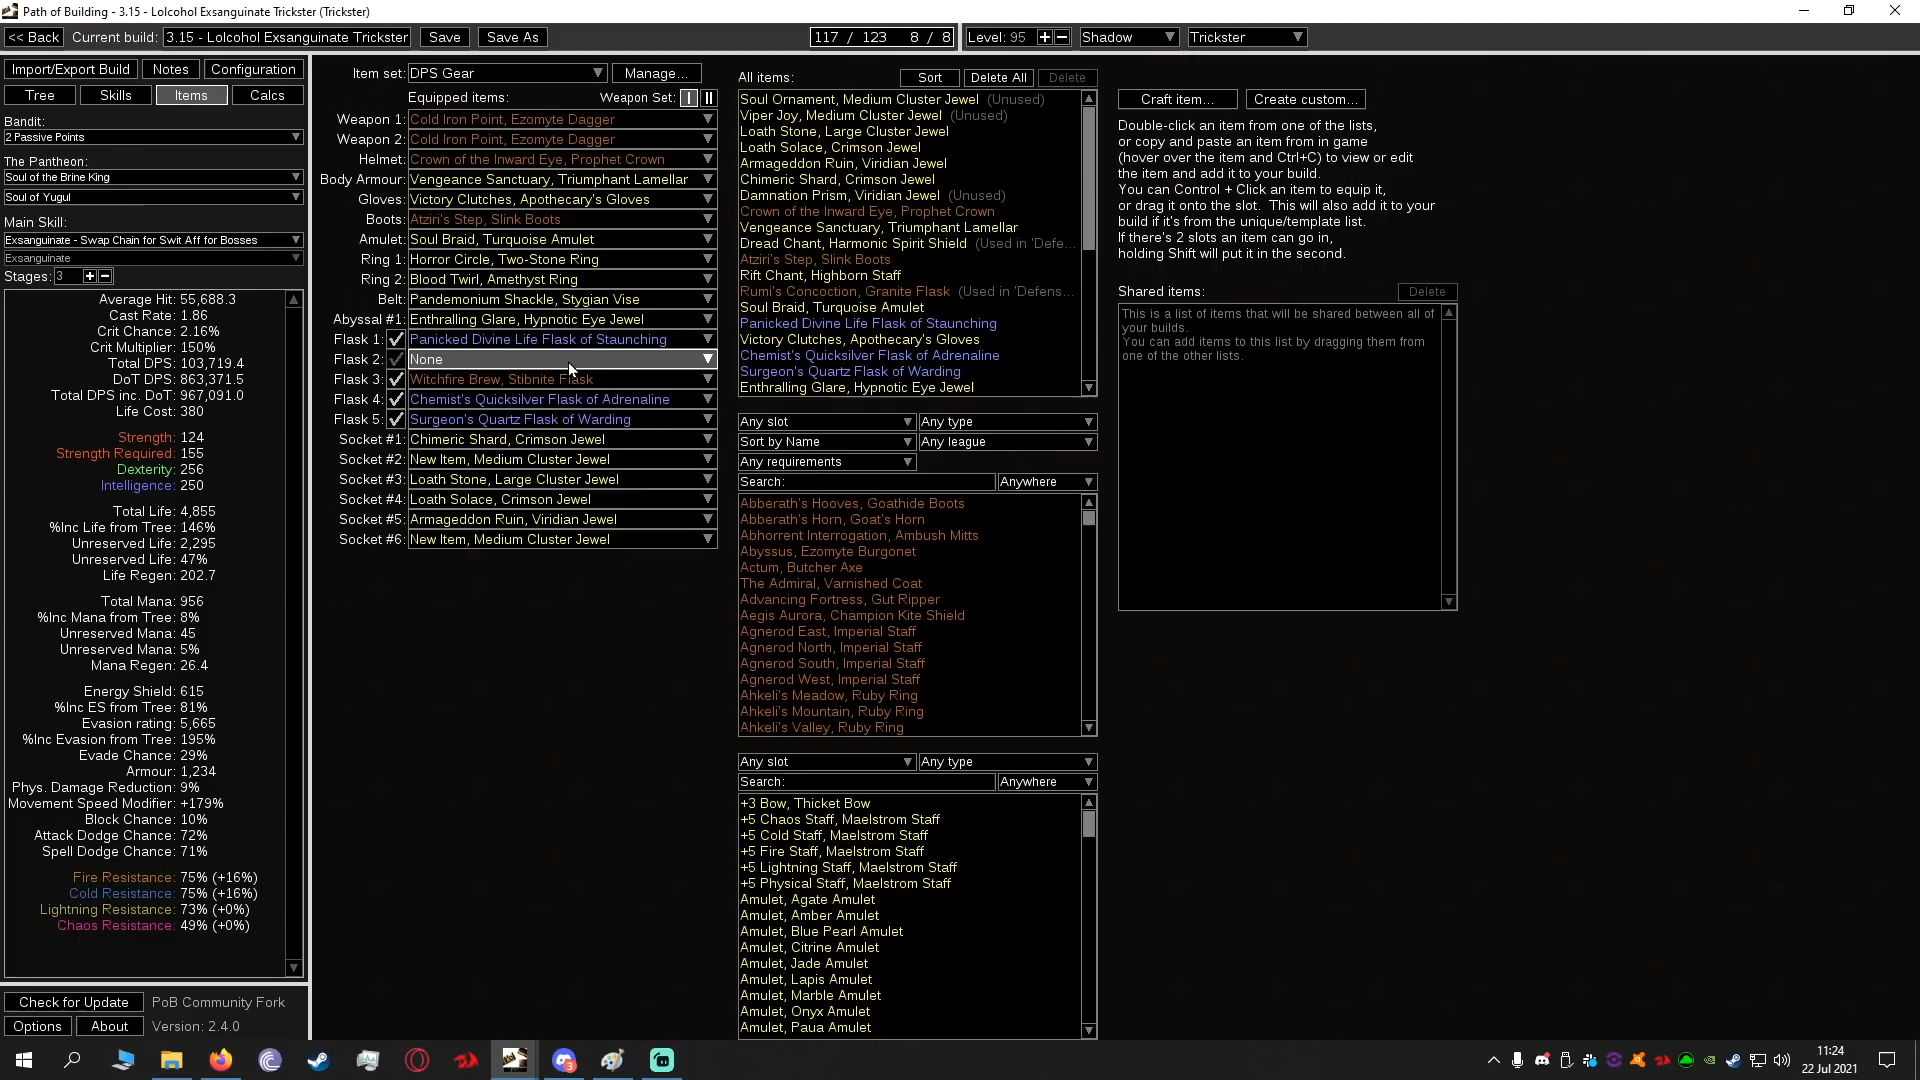 Path of Building - 3.15 - Lolcohol Exsanguinate Trickster (Trickster)
<< Back Current build: 3.15 - Lolcohol Exsanguinate Trickster Save Save As 117 / 123 8 / 8 Level: 95 Shadow Trickster
Import/Export Build Notes Configuration
Tree Skills Items Calcs
Bandit:
2 Passive Points
The Pantheon:
Soul of the Brine King
Soul of Yugul
Main Skill:
Exsanguinate - Swap Chain for Swit Aff for Bosses
Exsanguinate
Stages: 3
Average Hit: 55,688.3
Cast Rate: 1.86
Crit Chance: 2.16%
Crit Multiplier: 150%
Total DPS: 103,719.4
DoT DPS: 863,371.5
Total DPS inc. DoT: 967,091.0
Life Cost: 380
Strength: 124
Strength Required: 155
Dexterity: 256
Intelligence: 250
Total Life: 4,855
%Inc Life from Tree: 146%
Unreserved Life: 2,295
Unreserved Life: 47%
Life Regen: 202.7
Total Mana: 956
%Inc Mana from Tree: 8%
Unreserved Mana: 45
Unreserved Mana: 5%
Mana Regen: 26.4
Energy Shield: 615
%Inc ES from Tree: 81%
Evasion rating: 5,665
%Inc Evasion from Tree: 195%
Evade Chance: 29%
Armour: 1,234
Phys. Damage Reduction: 9%
Movement Speed Modifier: +179%
Block Chance: 10%
Attack Dodge Chance: 72%
Spell Dodge Chance: 71%
Fire Resistance: 75% (+16%)
Cold Resistance: 75% (+16%)
Lightning Resistance: 73% (+0%)
Chaos Resistance: 49% (+0%)
Check for Update PoB Community Fork
Options About Version: 2.4.0
Item set: DPS Gear Manage...
Equipped items: Weapon Set: I II
Weapon 1: Cold Iron Point, Ezomyte Dagger
Weapon 2: Cold Iron Point, Ezomyte Dagger
Helmet: Crown of the Inward Eye, Prophet Crown
Body Armour: Vengeance Sanctuary, Triumphant Lamellar
Gloves: Victory Clutches, Apothecary's Gloves
Boots: Atziri's Step, Slink Boots
Amulet: Soul Braid, Turquoise Amulet
Ring 1: Horror Circle, Two-Stone Ring
Ring 2: Blood Twirl, Amethyst Ring
Belt: Pandemonium Shackle, Stygian Vise
Abyssal #1: Enthralling Glare, Hypnotic Eye Jewel
Flask 1: Panicked Divine Life Flask of Staunching
Flask 2: None
Flask 3: Witchfire Brew, Stibnite Flask
Flask 4: Chemist's Quicksilver Flask of Adrenaline
Flask 5: Surgeon's Quartz Flask of Warding
Socket #1: Chimeric Shard, Crimson Jewel
Socket #2: New Item, Medium Cluster Jewel
Socket #3: Loath Stone, Large Cluster Jewel
Socket #4: Loath Solace, Crimson Jewel
Socket #5: Armageddon Ruin, Viridian Jewel
Socket #6: New Item, Medium Cluster Jewel
All items: Sort Delete All Delete
Soul Ornament, Medium Cluster Jewel (Unused)
Viper Joy, Medium Cluster Jewel (Unused)
Loath Stone, Large Cluster Jewel
Loath Solace, Crimson Jewel
Armageddon Ruin, Viridian Jewel
Chimeric Shard, Crimson Jewel
Damnation Prism, Viridian Jewel (Unused)
Crown of the Inward Eye, Prophet Crown
Vengeance Sanctuary, Triumphant Lamellar
Dread Chant, Harmonic Spirit Shield (Used in 'Defe...
Atziri's Step, Slink Boots
Rift Chant, Highborn Staff
Rumi's Concoction, Granite Flask (Used in 'Defens...
Soul Braid, Turquoise Amulet
Panicked Divine Life Flask of Staunching
Victory Clutches, Apothecary's Gloves
Chemist's Quicksilver Flask of Adrenaline
Surgeon's Quartz Flask of Warding
Enthralling Glare, Hypnotic Eye Jewel
Any slot Any type
Sort by Name Any league
Any requirements
Search: Anywhere
Abberath's Hooves, Goathide Boots
Abberath's Horn, Goat's Horn
Abhorrent Interrogation, Ambush Mitts
Abyssus, Ezomyte Burgonet
Actum, Butcher Axe
The Admiral, Varnished Coat
Advancing Fortress, Gut Ripper
Aegis Aurora, Champion Kite Shield
Agnerod East, Imperial Staff
Agnerod North, Imperial Staff
Agnerod South, Imperial Staff
Agnerod West, Imperial Staff
Ahkeli's Meadow, Ruby Ring
Ahkeli's Mountain, Ruby Ring
Ahkeli's Valley, Ruby Ring
Any slot Any type
Search: Anywhere
+3 Bow, Thicket Bow
+5 Chaos Staff, Maelstrom Staff
+5 Cold Staff, Maelstrom Staff
+5 Fire Staff, Maelstrom Staff
+5 Lightning Staff, Maelstrom Staff
+5 Physical Staff, Maelstrom Staff
Amulet, Agate Amulet
Amulet, Amber Amulet
Amulet, Blue Pearl Amulet
Amulet, Citrine Amulet
Amulet, Jade Amulet
Amulet, Lapis Amulet
Amulet, Marble Amulet
Amulet, Onyx Amulet
Amulet, Paua Amulet
Craft item... Create custom...
Double-click an item from one of the lists,
or copy and paste an item from in game
(hover over the item and Ctrl+C) to view or edit
the item and add it to your build.
You can Control + Click an item to equip it,
or drag it onto the slot. This will also add it to your
build if it's from the unique/template list.
If there's 2 slots an item can go in,
holding Shift will put it in the second.
Shared items: Delete
This is a list of items that will be shared between all of
your builds.
You can add items to this list by dragging them from
one of the other lists.
11:24
22 Jul 2021